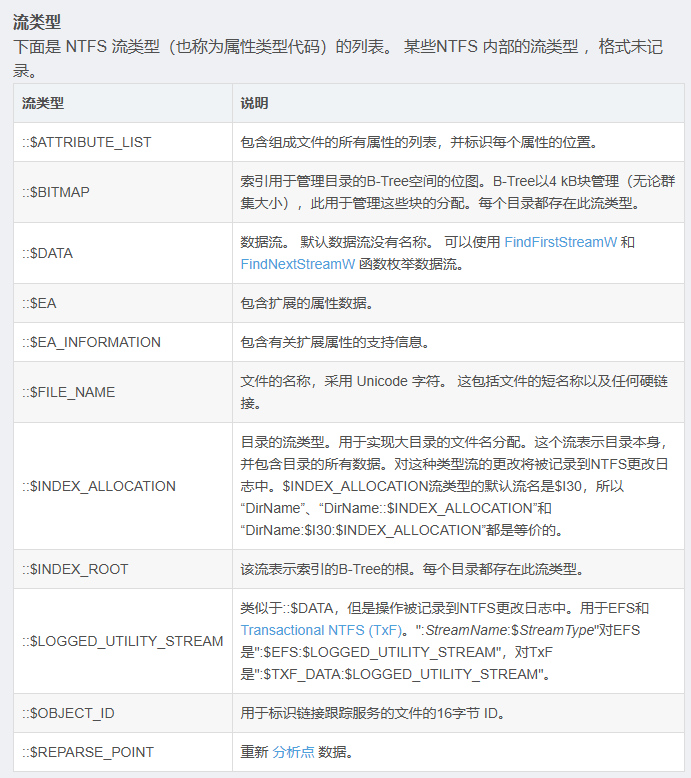 流类型
下面是 NTFS 流类型（也称为属性类型代码）的列表。 某些NTFS 内部的流类型 ，格式未记
录。
流类型 说明
::$ATTRIBUTE_LIST 包含组成文件的所有属性的列表，并标识每个属性的位置。
::$BITMAP 索引用于管理目录的B-Tree空间的位图。B-Tree以4 kB块管理（无论群
集大小），此用于管理这些块的分配。每个目录都存在此流类型。
::$DATA 数据流。 默认数据流没有名称。 可以使用 FindFirstStreamW 和
FindNextStreamW 函数枚举数据流。
::$EA 包含扩展的属性数据。
::$EA_INFORMATION 包含有关扩展属性的支持信息。
::$FILE_NAME 文件的名称，采用 Unicode 字符。 这包括文件的短名称以及任何硬链
接。
::$INDEX_ALLOCATION 目录的流类型。用于实现大目录的文件名分配。这个流表示目录本身，
并包含目录的所有数据。对这种类型流的更改将被记录到NTFS更改日
志中。$INDEX_ALLOCATION流类型的默认流名是$I30，所以
“DirName”、“DirName::$INDEX_ALLOCATION”和
“DirName:$I30:$INDEX_ALLOCATION”都是等价的。
::$INDEX_ROOT 该流表示索引的B-Tree的根。每个目录都存在此流类型。
::$LOGGED_UTILITY_STREAM 类似于::$DATA，但是操作被记录到NTFS更改日志中。用于EFS和
Transactional NTFS (TxF)。":StreamName:$StreamType"对EFS
是":$EFS:$LOGGED_UTILITY_STREAM"，对TxF
是":$TXF_DATA:$LOGGED_UTILITY_STREAM"。
::$OBJECT_ID 用于标识链接跟踪服务的文件的16字节 ID。
::$REPARSE_POINT 重新 分析点 数据。